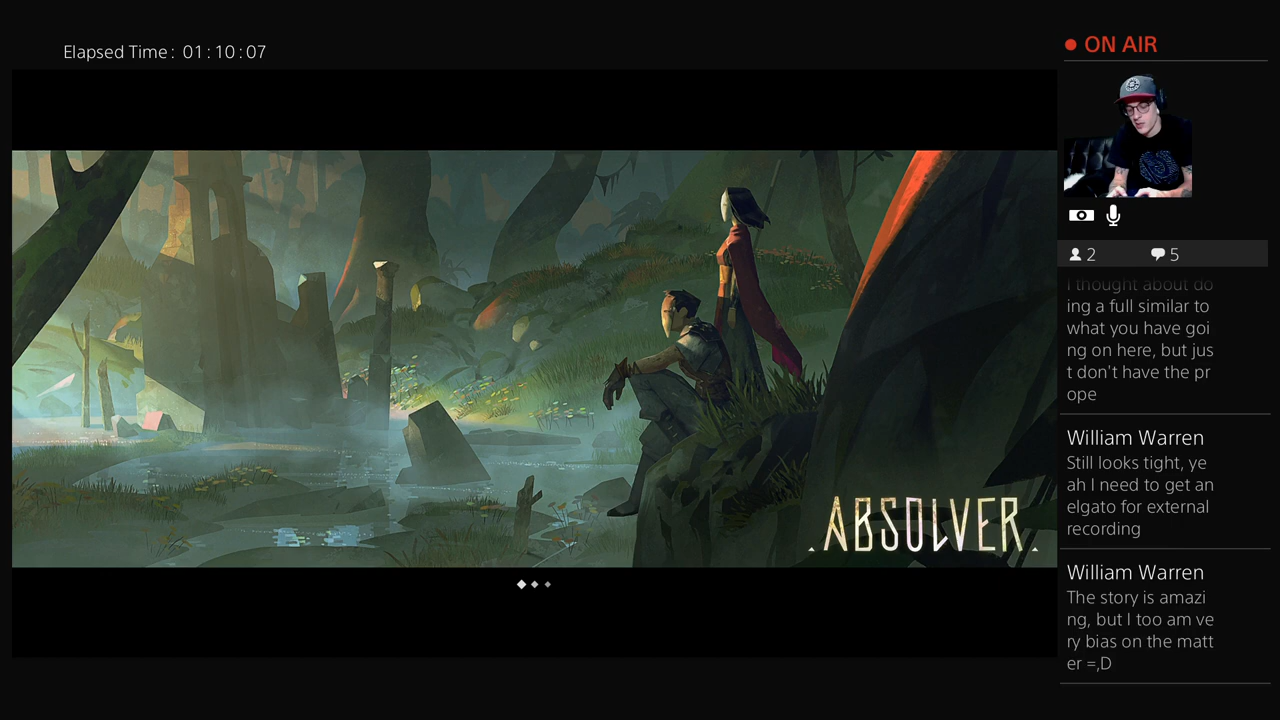 Elapsed Time: 01:10:07
ON AIR
2
5
I thought about do
ing a full similar to
what you have goi
ng on here, but jus
t don't have the pr
ope
William Warren
Still looks tight, ye
ah I need to get an
elgato for external
recording
William Warren
The story is amazi
ng, but I too am ve
ry bias on the matt
er =,D
ABSOLVER